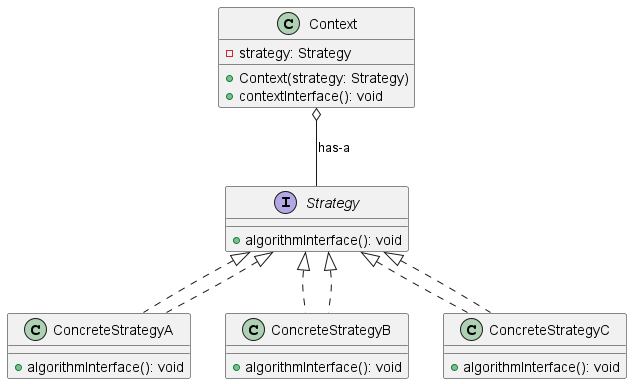 C Context
strategy: Strategy
Context(strategy: Strategy)
contextInterface(): void
has-a
I Strategy
algorithmInterface(): void
C ConcreteStrategyA
C ConcreteStrategyB
C ConcreteStrategyC
algorithmInterface(): void
algorithmInterface(): void
algorithmInterface(): void